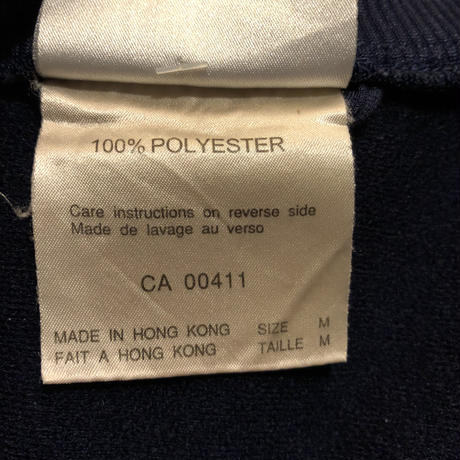 100% POLYESTER
Care instructions on reverse side
Made de lavage au verso
CA 00411
MADE IN HONG KONG SIZE M
FAIT A HONG KONG TAILLE M